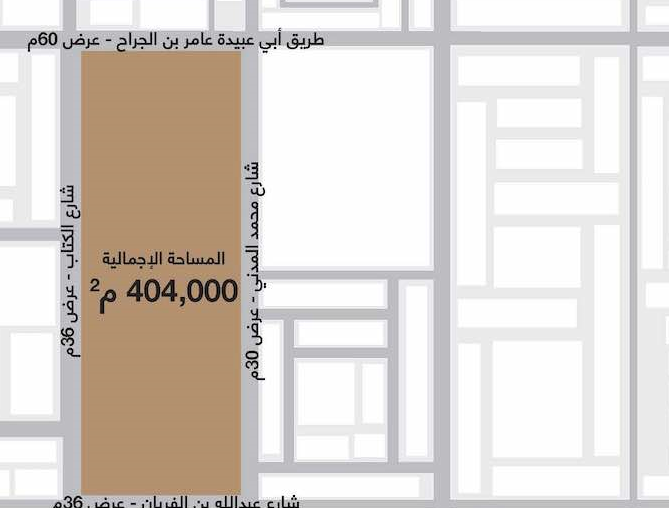 طريق أبي عبيدة عامر بن الجراح - عرض 60م
شارع محمد المدني - عرض 30م
شارع الكتاب - عرض 36م
المساحة الإجمالية
404,000 م²
شارع عبدالله بن الفريان - عرض 36م